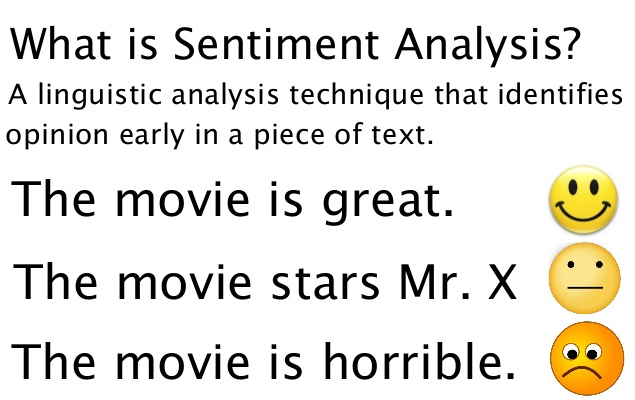 What is Sentiment Analysis?
A linguistic analysis technique that identifies
opinion early in a piece of text.
The movie is great.
The movie stars Mr. X
The movie is horrible.